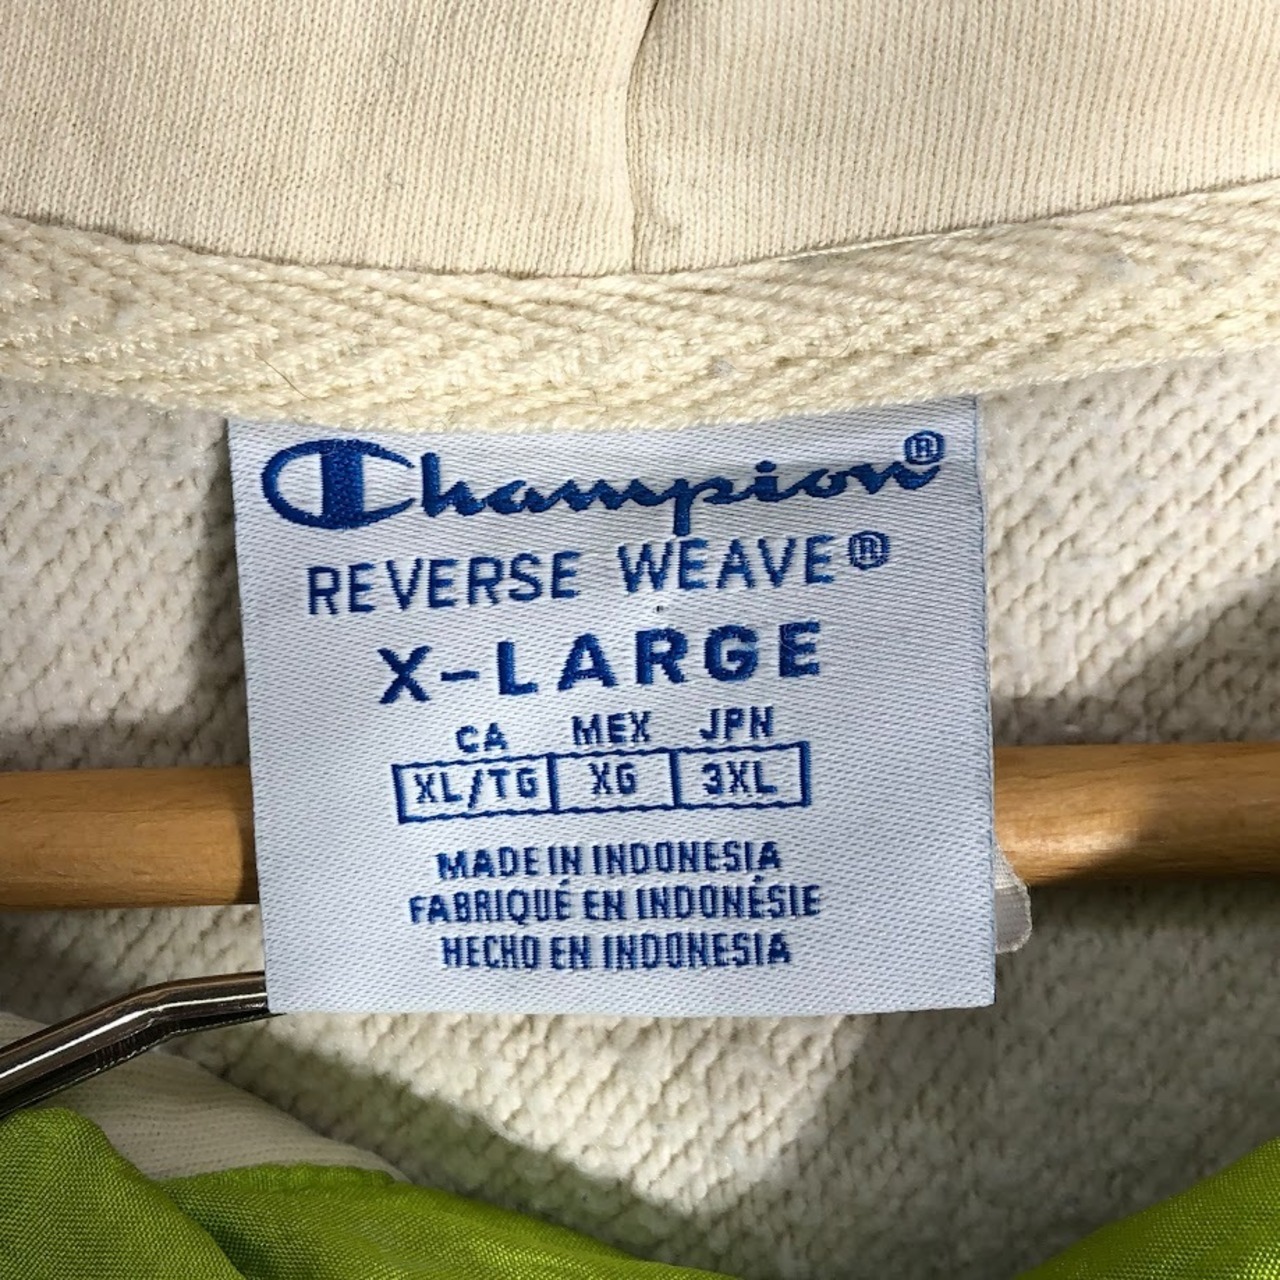 Champion®
REVERSE WEAVE®
X-LARGE
CA MEX JPN
XL/TG XG 3XL
MADE IN INDONESIA
FABRIQUÉ EN INDONÉSIE
HECHO EN INDONESIA